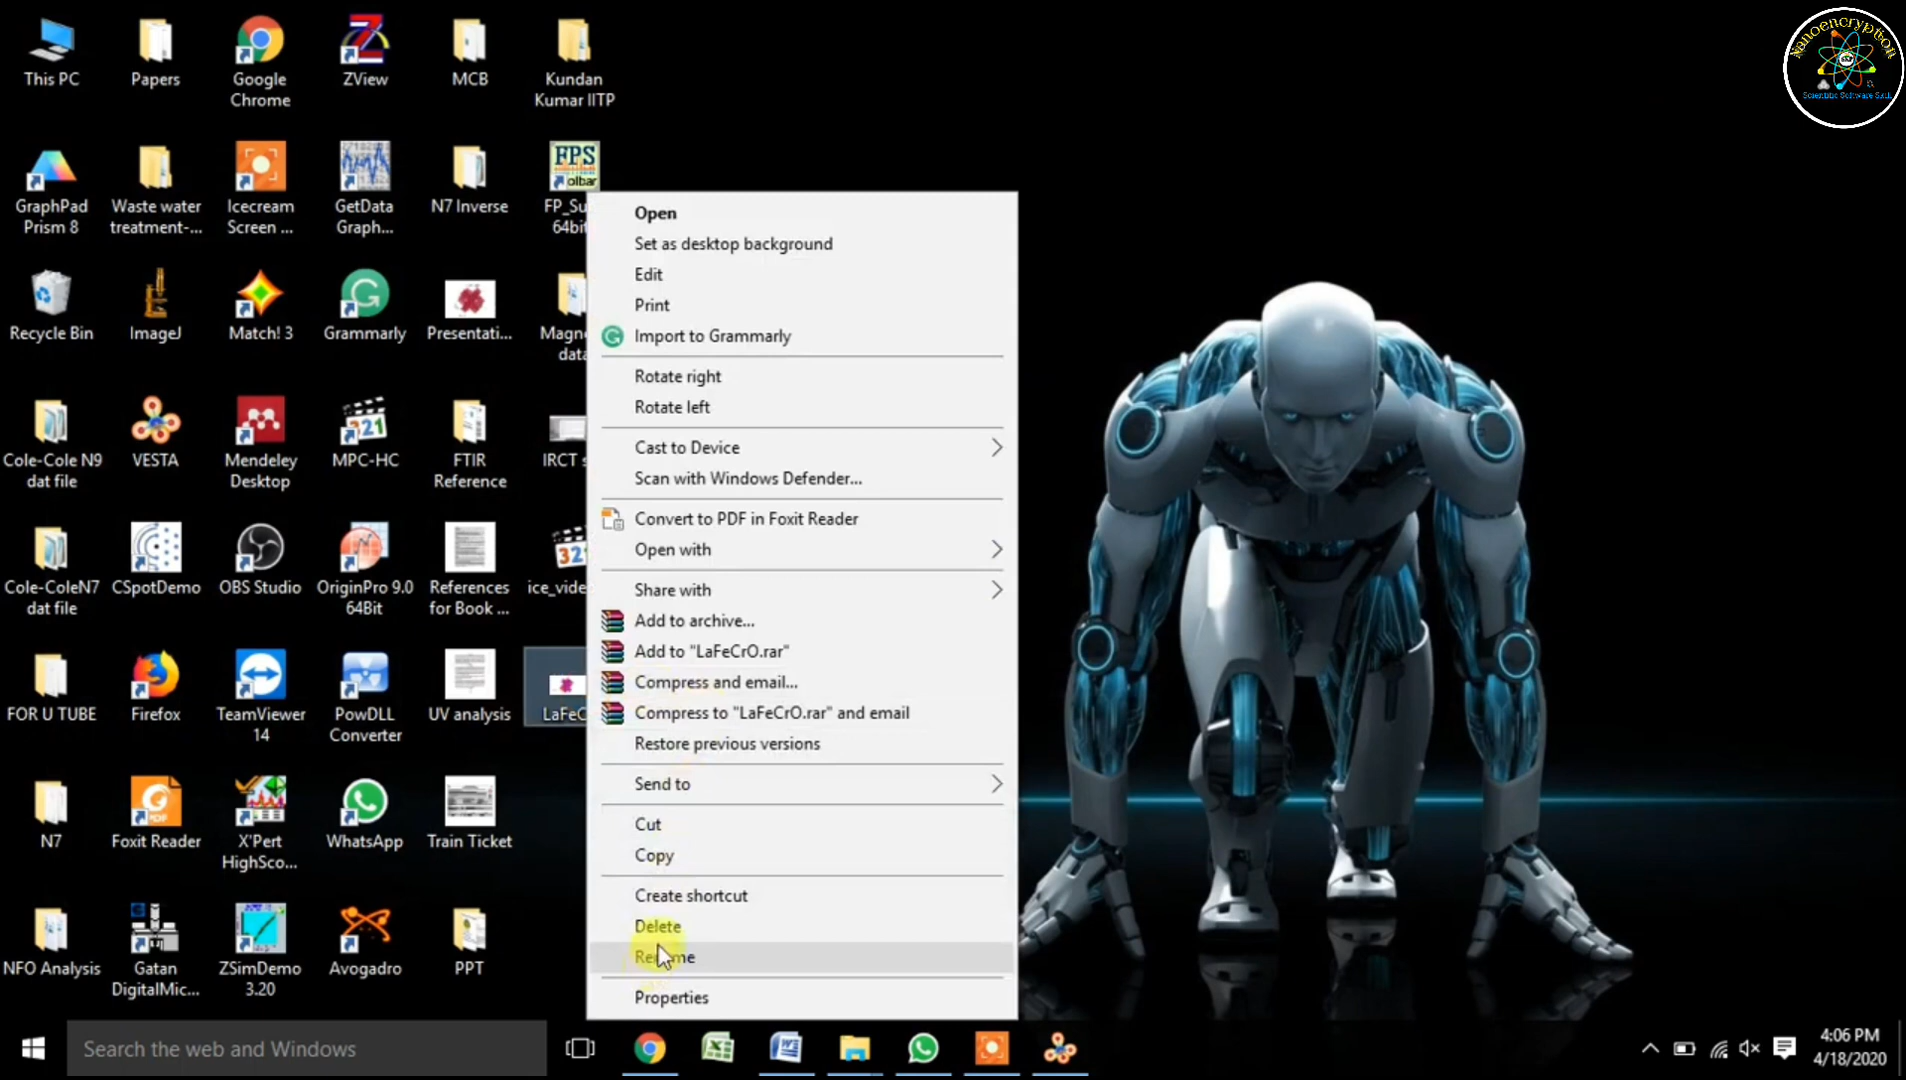 This PC
Papers
Google
Chrome
ZView
MCB
Kundan
Kumar IITP
Nanoencryption
Scientific Software Skill
GraphPad
Prism 8
Waste water
treatment-...
Icecream
Screen ...
GetData
Graph...
N7 Inverse
FPS
olbar
FP_Su
64bit
Recycle Bin
ImageJ
Match! 3
Grammarly
Presentati...
Magn
data
Cole-Cole N9
dat file
VESTA
Mendeley
Desktop
321
MPC-HC
FTIR
Reference
IRCT s
Cole-ColeN7
dat file
CSpotDemo
OBS Studio
OriginPro 9.0
64Bit
References
for Book ...
ice_vide
FOR U TUBE
Firefox
TeamViewer
14
PowDLL
Converter
UV analysis
LaFeC
N7
Foxit Reader
X'Pert
HighSco...
WhatsApp
Train Ticket
NFO Analysis
Gatan
DigitalMic...
ZSimDemo
3.20
Avogadro
PPT
Open
Set as desktop background
Edit
Print
Import to Grammarly
Rotate right
Rotate left
Cast to Device
Scan with Windows Defender...
Convert to PDF in Foxit Reader
Open with
Share with
Add to archive...
Add to "LaFeCrO.rar"
Compress and email...
Compress to "LaFeCrO.rar" and email
Restore previous versions
Send to
Cut
Copy
Create shortcut
Delete
Rename
Properties
Search the web and Windows
4:06 PM
4/18/2020